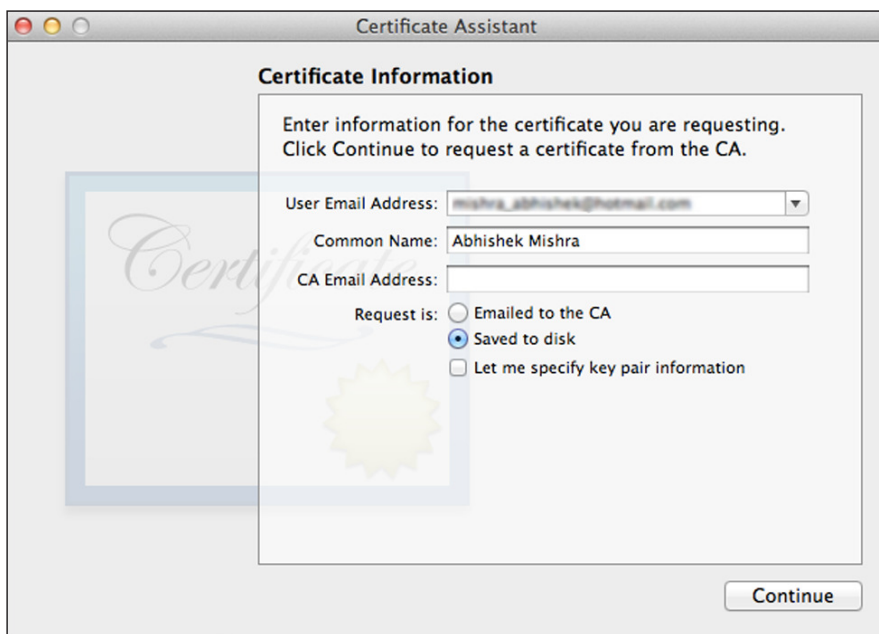 Certificate Assistant
Certificate Information
Enter information for the certificate you are requesting.
Click Continue to request a certificate from the CA.
User Email Address:
Common Name: Abhishek Mishra
CA Email Address:
Request is: Emailed to the CA
Saved to disk
Let me specify key pair information
Certificate
Continue